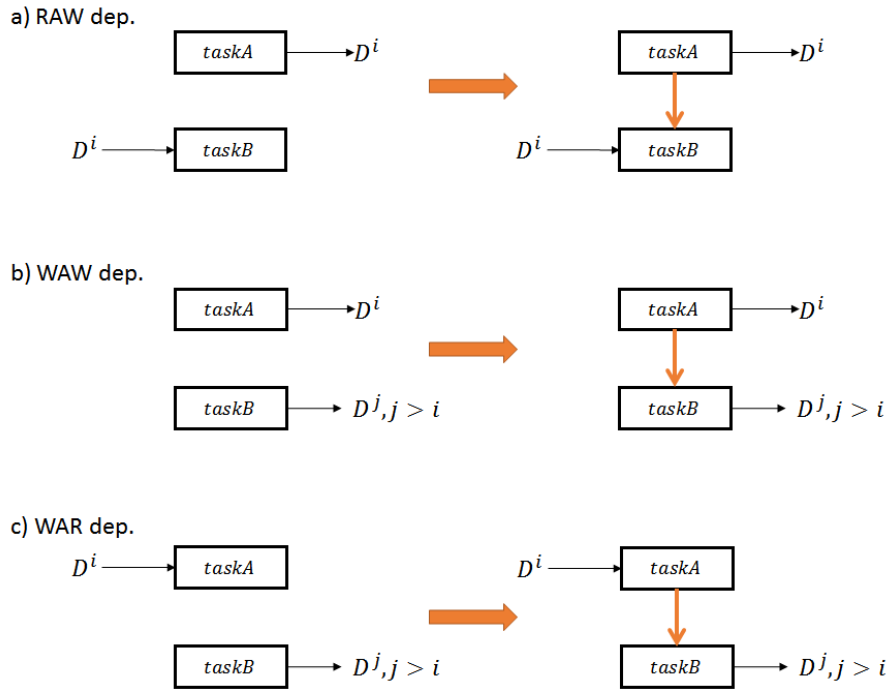 a) RAW dep.
taskA D^i taskA D^i
D^i taskB D^i taskB
b) WAW dep.
taskA D^i taskA D^i
taskB D^j, j > i taskB D^j, j > i
c) WAR dep.
D^i taskA D^i taskA
taskB D^j, j > i taskB D^j, j > i